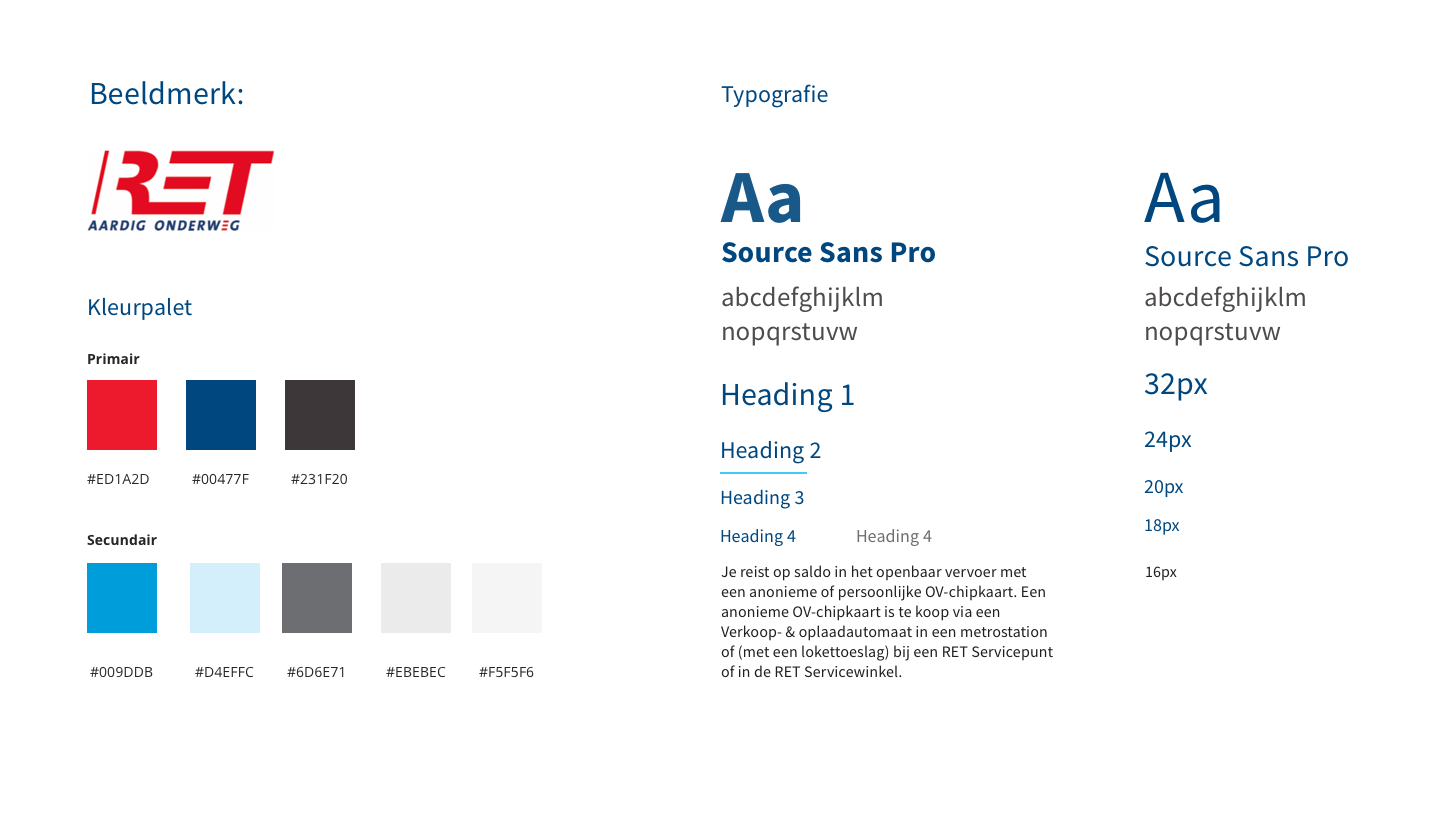 Beeldmerk:
RET
AARDIG ONDERWEG
Kleurpalet
Primair
#ED1A2D #00477F #231F20
Secundair
#009DDB #D4EFFC #6D6E71 #EBEBEC #F5F5F6
Typografie
Aa
Source Sans Pro
abcdefghijklm
nopqrstuvw
Heading 1
Heading 2
Heading 3
Heading 4 Heading 4
Je reist op saldo in het openbaar vervoer met
een anonieme of persoonlijke OV-chipkaart. Een
anonieme OV-chipkaart is te koop via een
Verkoop- & oplaadautomaat in een metrostation
of (met een lokettoeslag) bij een RET Servicepunt
of in de RET Servicewinkel.
Aa
Source Sans Pro
abcdefghijklm
nopqrstuvw
32px
24px
20px
18px
16px